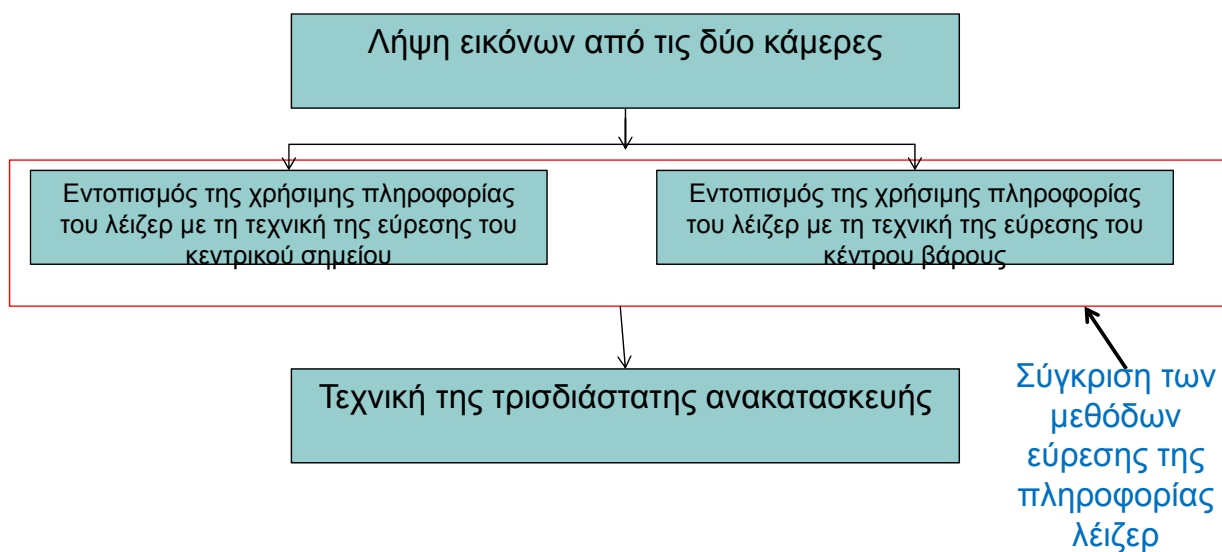 Λήψη εικόνων από τις δύο κάμερες
Εντοπισμός της χρήσιμης πληροφορίας
του λέιζερ με τη τεχνική της εύρεσης του
κεντρικού σημείου
Εντοπισμός της χρήσιμης πληροφορίας
του λέιζερ με τη τεχνική της εύρεσης του
κέντρου βάρους
Τεχνική της τρισδιάστατης ανακατασκευής
Σύγκριση των
μεθόδων
εύρεσης της
πληροφορίας
λέιζερ